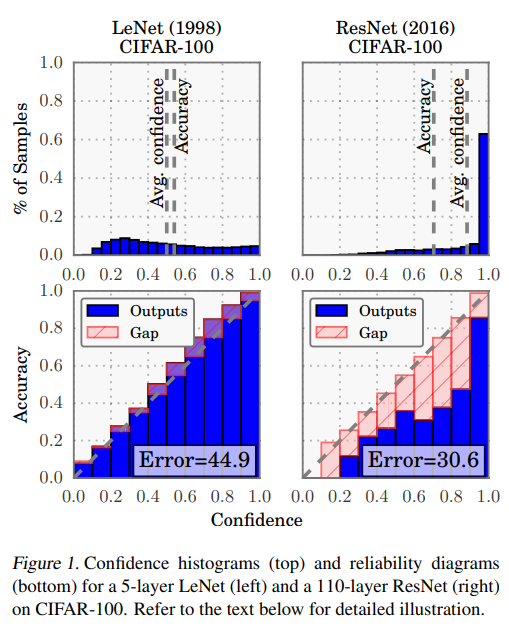 LeNet (1998)
CIFAR-100
ResNet (2016)
CIFAR-100
% of Samples
1.0
0.8
0.6
0.4
0.2
0.0
Avg. confidence
Accuracy
0.0 0.2 0.4 0.6 0.8 1.0
Accuracy
Avg. confidence
0.0 0.2 0.4 0.6 0.8 1.0
Accuracy
1.0
0.8
0.6
0.4
0.2
0.0
Outputs
Gap
Error=44.9
0.0 0.2 0.4 0.6 0.8 1.0
Outputs
Gap
Error=30.6
0.0 0.2 0.4 0.6 0.8 1.0
Confidence
Figure 1. Confidence histograms (top) and reliability diagrams
(bottom) for a 5-layer LeNet (left) and a 110-layer ResNet (right)
on CIFAR-100. Refer to the text below for detailed illustration.